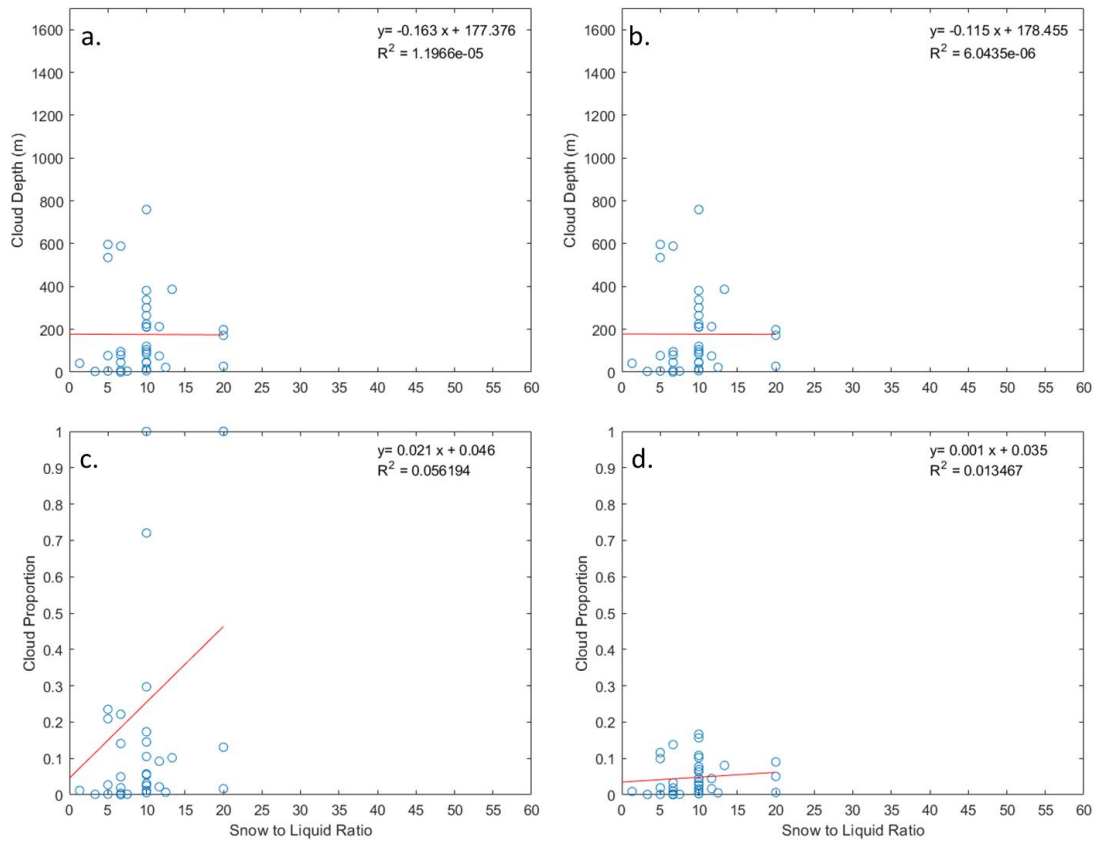 a.
y= -0.163 x + 177.376
R² = 1.1966e-05
1600
1400
1200
1000
800
600
400
200
0
Cloud Depth (m)
0 5 10 15 20 25 30 35 40 45 50 55 60
b.
y= -0.115 x + 178.455
R² = 6.0435e-06
1600
1400
1200
1000
800
600
400
200
0
Cloud Depth (m)
0 5 10 15 20 25 30 35 40 45 50 55 60
c.
y= 0.021 x + 0.046
R² = 0.056194
1
0.9
0.8
0.7
0.6
0.5
0.4
0.3
0.2
0.1
0
Cloud Proportion
0 5 10 15 20 25 30 35 40 45 50 55 60
Snow to Liquid Ratio
d.
y= 0.001 x + 0.035
R² = 0.013467
1
0.9
0.8
0.7
0.6
0.5
0.4
0.3
0.2
0.1
0
Cloud Proportion
0 5 10 15 20 25 30 35 40 45 50 55 60
Snow to Liquid Ratio